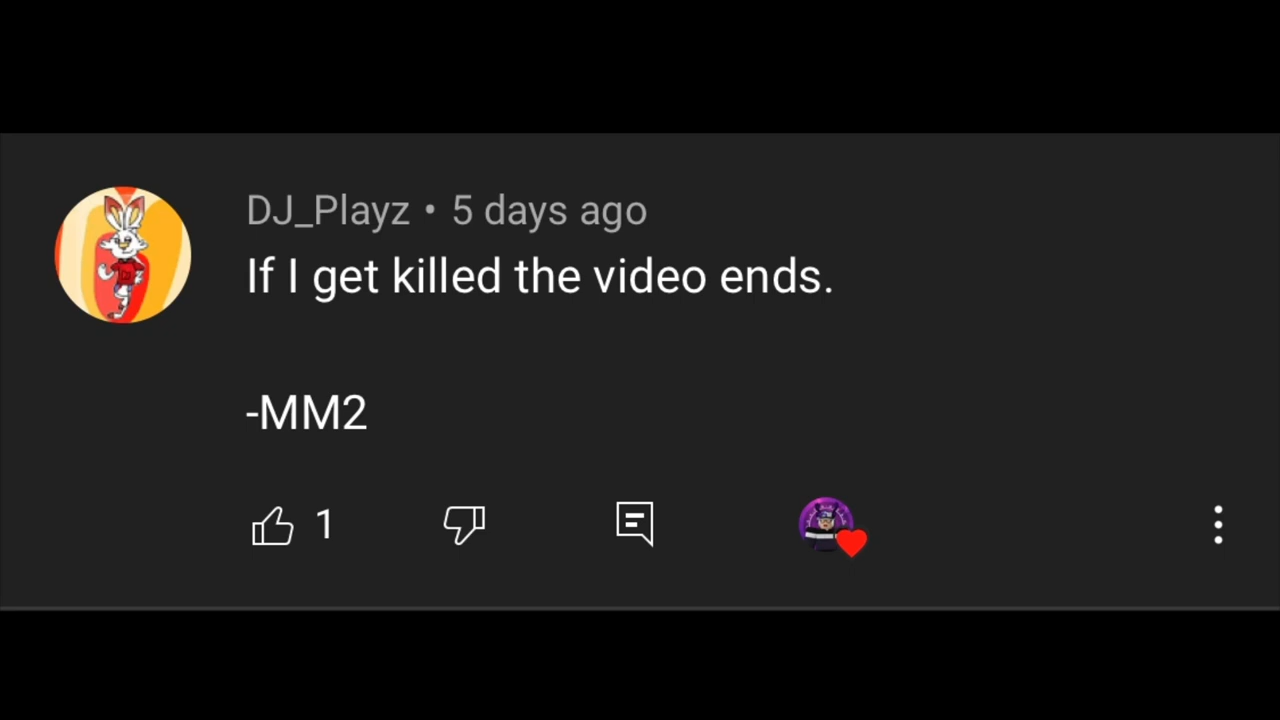 DJ_Playz • 5 days ago
If I get killed the video ends.
-MM2
1